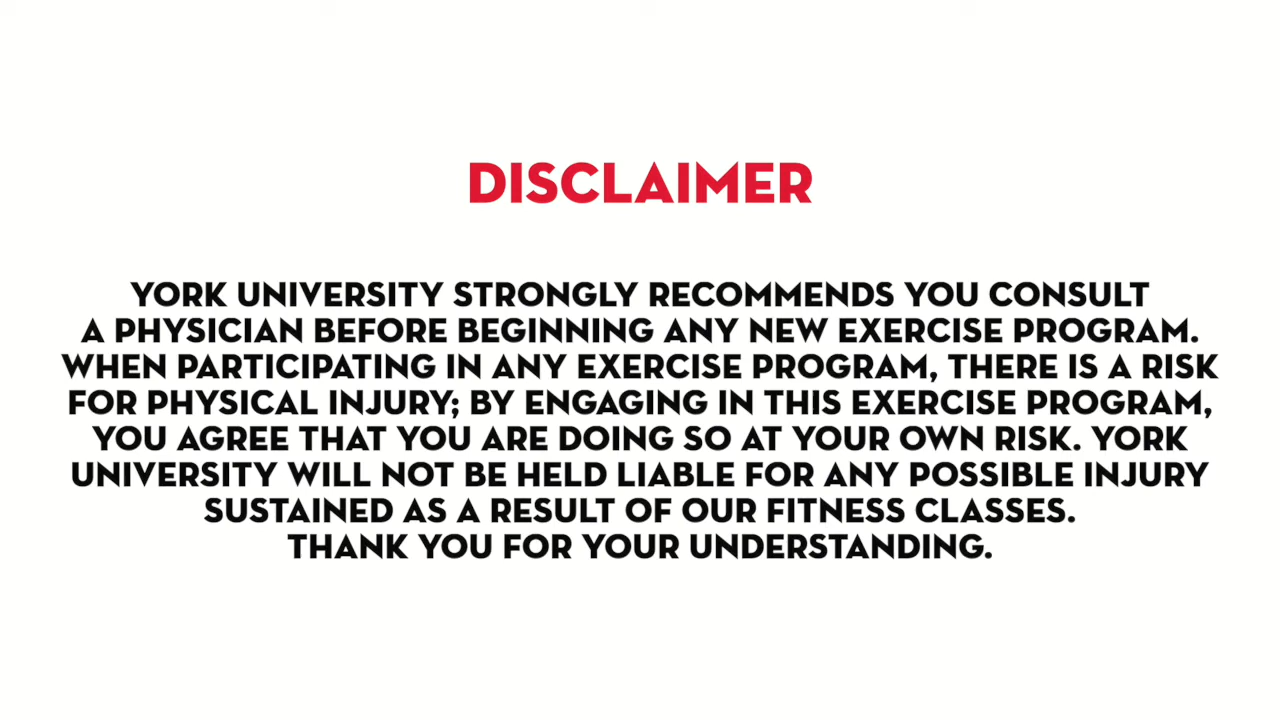 DISCLAIMER
YORK UNIVERSITY STRONGLY RECOMMENDS YOU CONSULT
A PHYSICIAN BEFORE BEGINNING ANY NEW EXERCISE PROGRAM.
WHEN PARTICIPATING IN ANY EXERCISE PROGRAM, THERE IS A RISK
FOR PHYSICAL INJURY; BY ENGAGING IN THIS EXERCISE PROGRAM,
YOU AGREE THAT YOU ARE DOING SO AT YOUR OWN RISK. YORK
UNIVERSITY WILL NOT BE HELD LIABLE FOR ANY POSSIBLE INJURY
SUSTAINED AS A RESULT OF OUR FITNESS CLASSES.
THANK YOU FOR YOUR UNDERSTANDING.